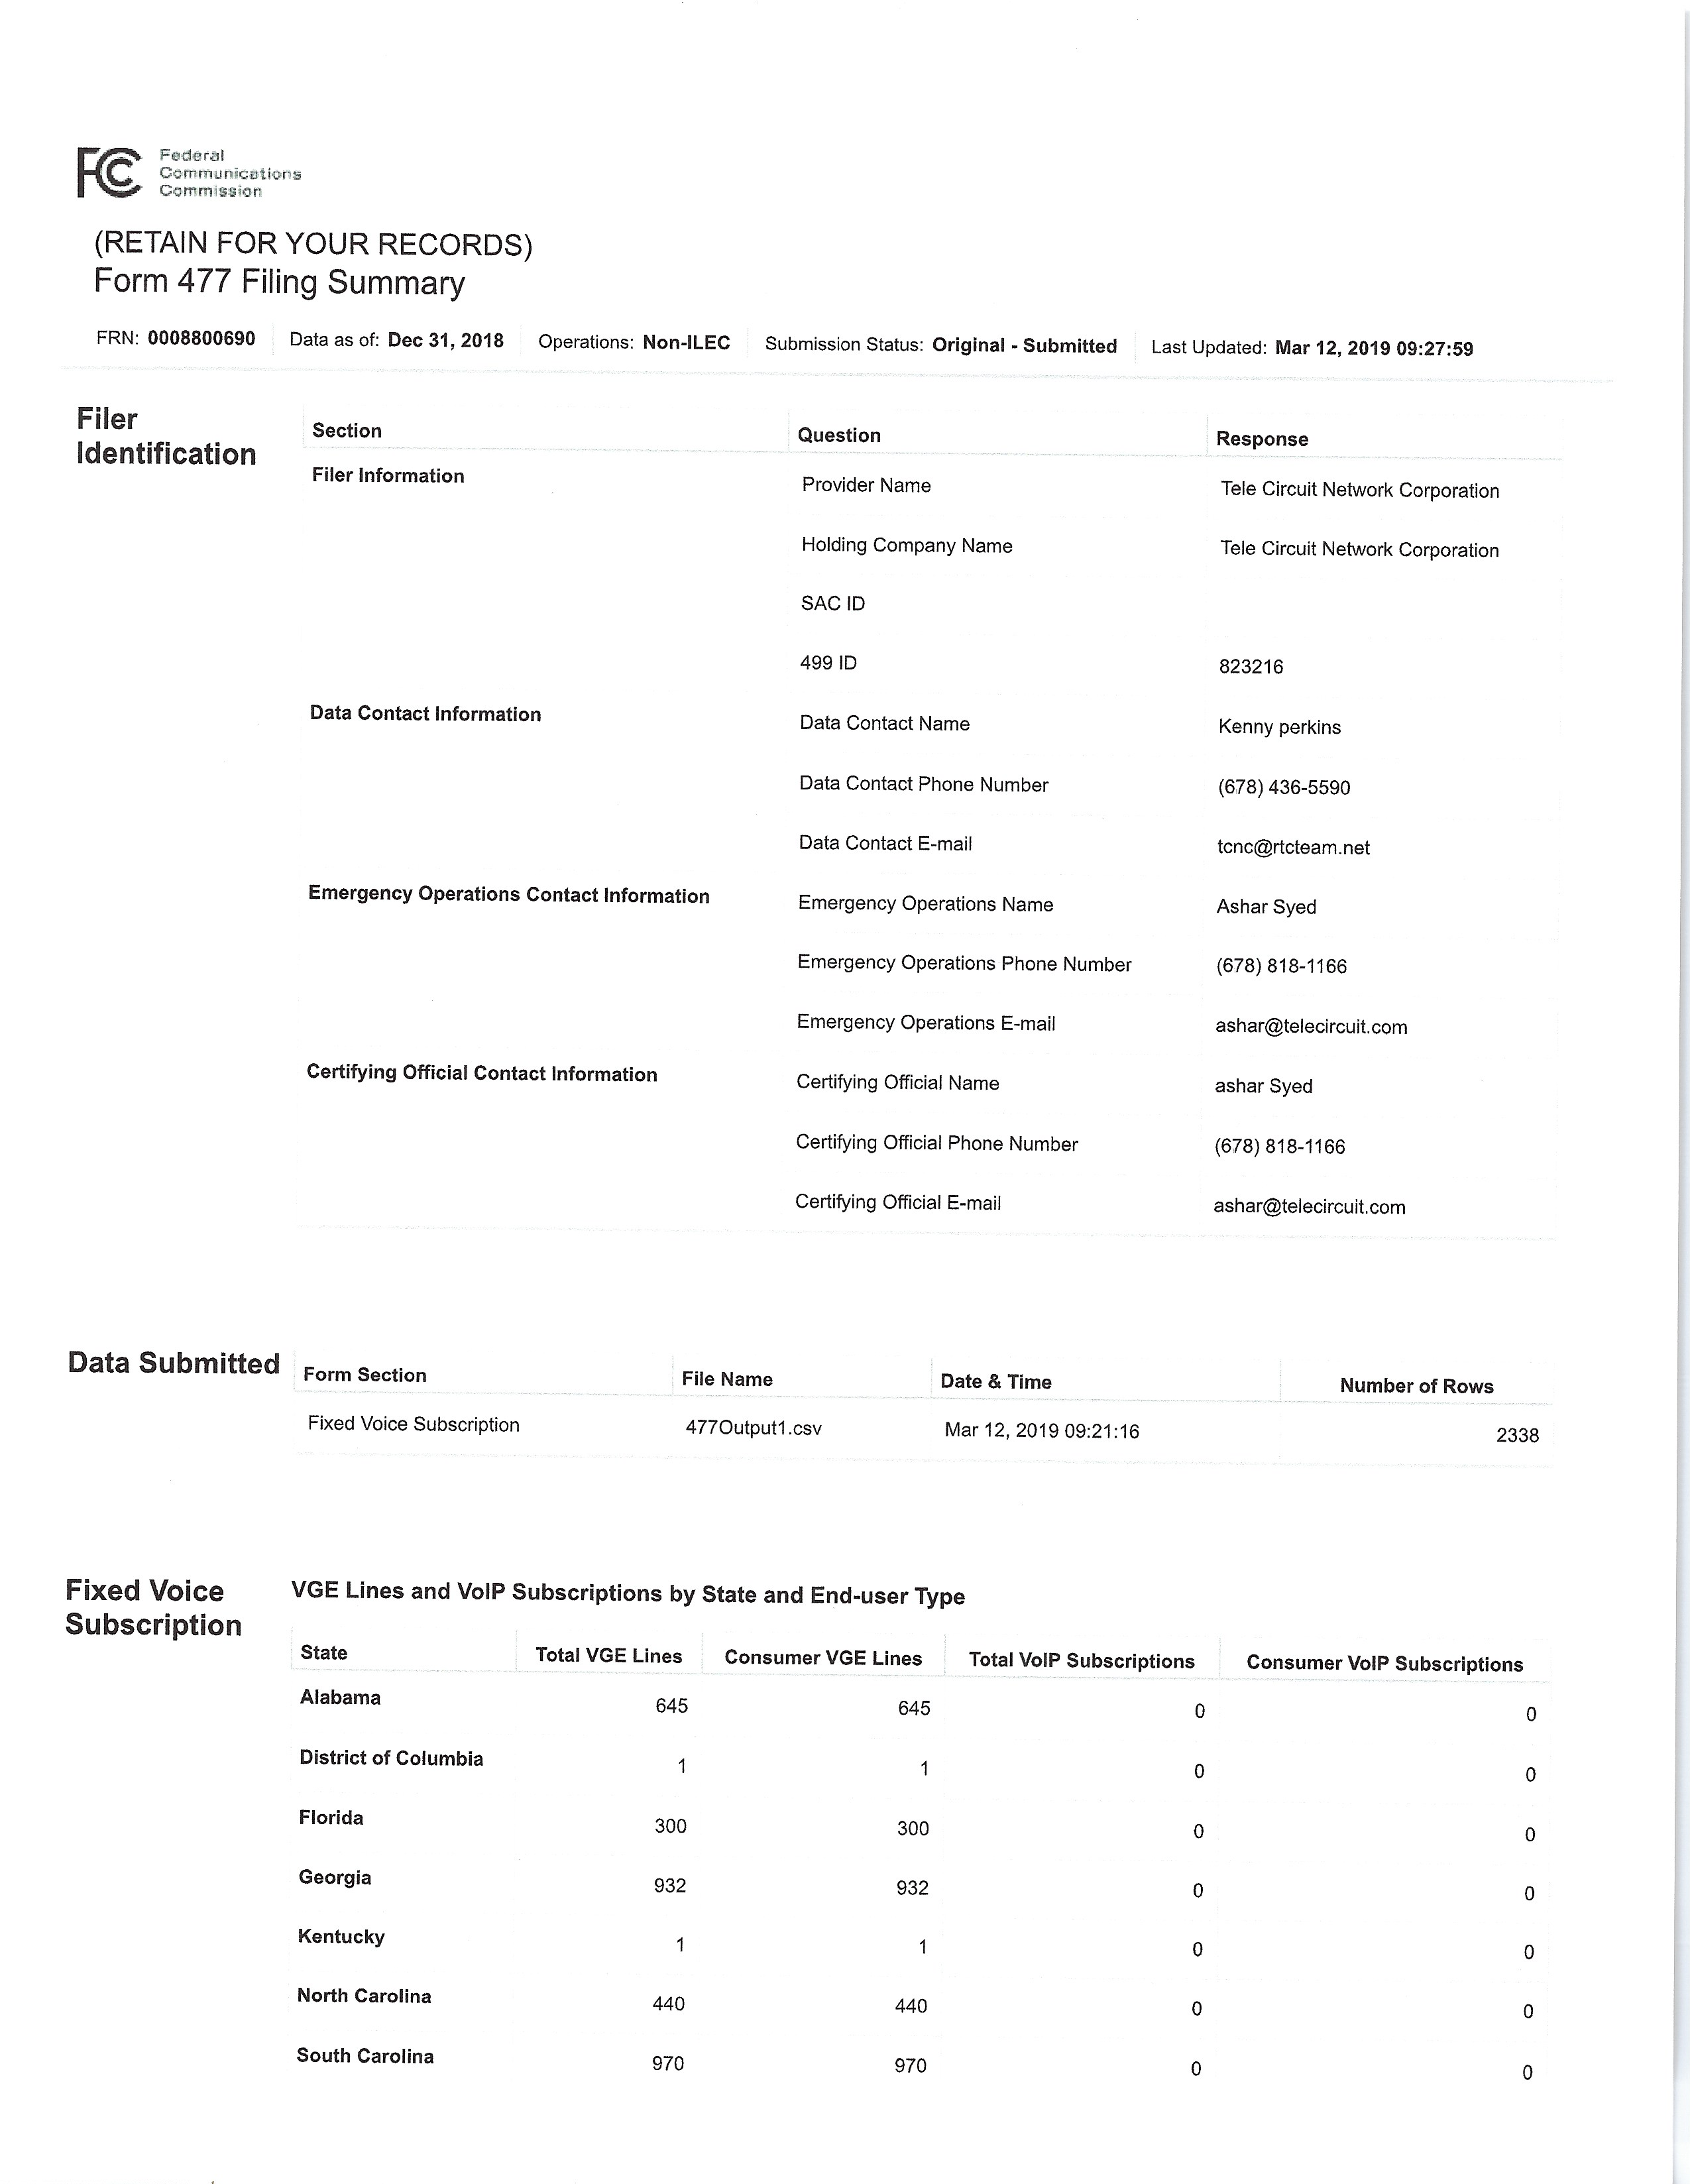 FCC Federal
Communications
Commission
(RETAIN FOR YOUR RECORDS)
Form 477 Filing Summary
FRN: 0008800690 Data as of: Dec 31, 2018 Operations: Non-ILEC Submission Status: Original - Submitted Last Updated: Mar 12, 2019 09:27:59
Filer
Identification
Section Question Response
Filer Information Provider Name Tele Circuit Network Corporation
Holding Company Name Tele Circuit Network Corporation
SAC ID
499 ID 823216
Data Contact Information Data Contact Name Kenny perkins
Data Contact Phone Number (678) 436-5590
Data Contact E-mail tcnc@rtcteam.net
Emergency Operations Contact Information Emergency Operations Name Ashar Syed
Emergency Operations Phone Number (678) 818-1166
Emergency Operations E-mail ashar@telecircuit.com
Certifying Official Contact Information Certifying Official Name ashar Syed
Certifying Official Phone Number (678) 818-1166
Certifying Official E-mail ashar@telecircuit.com
Data Submitted
Form Section File Name Date & Time Number of Rows
Fixed Voice Subscription 477Output1.csv Mar 12, 2019 09:21:16 2338
Fixed Voice
Subscription
VGE Lines and VoIP Subscriptions by State and End-user Type
State Total VGE Lines Consumer VGE Lines Total VoIP Subscriptions Consumer VoIP Subscriptions
Alabama 645 645 0 0
District of Columbia 1 1 0 0
Florida 300 300 0 0
Georgia 932 932 0 0
Kentucky 1 1 0 0
North Carolina 440 440 0 0
South Carolina 970 970 0 0